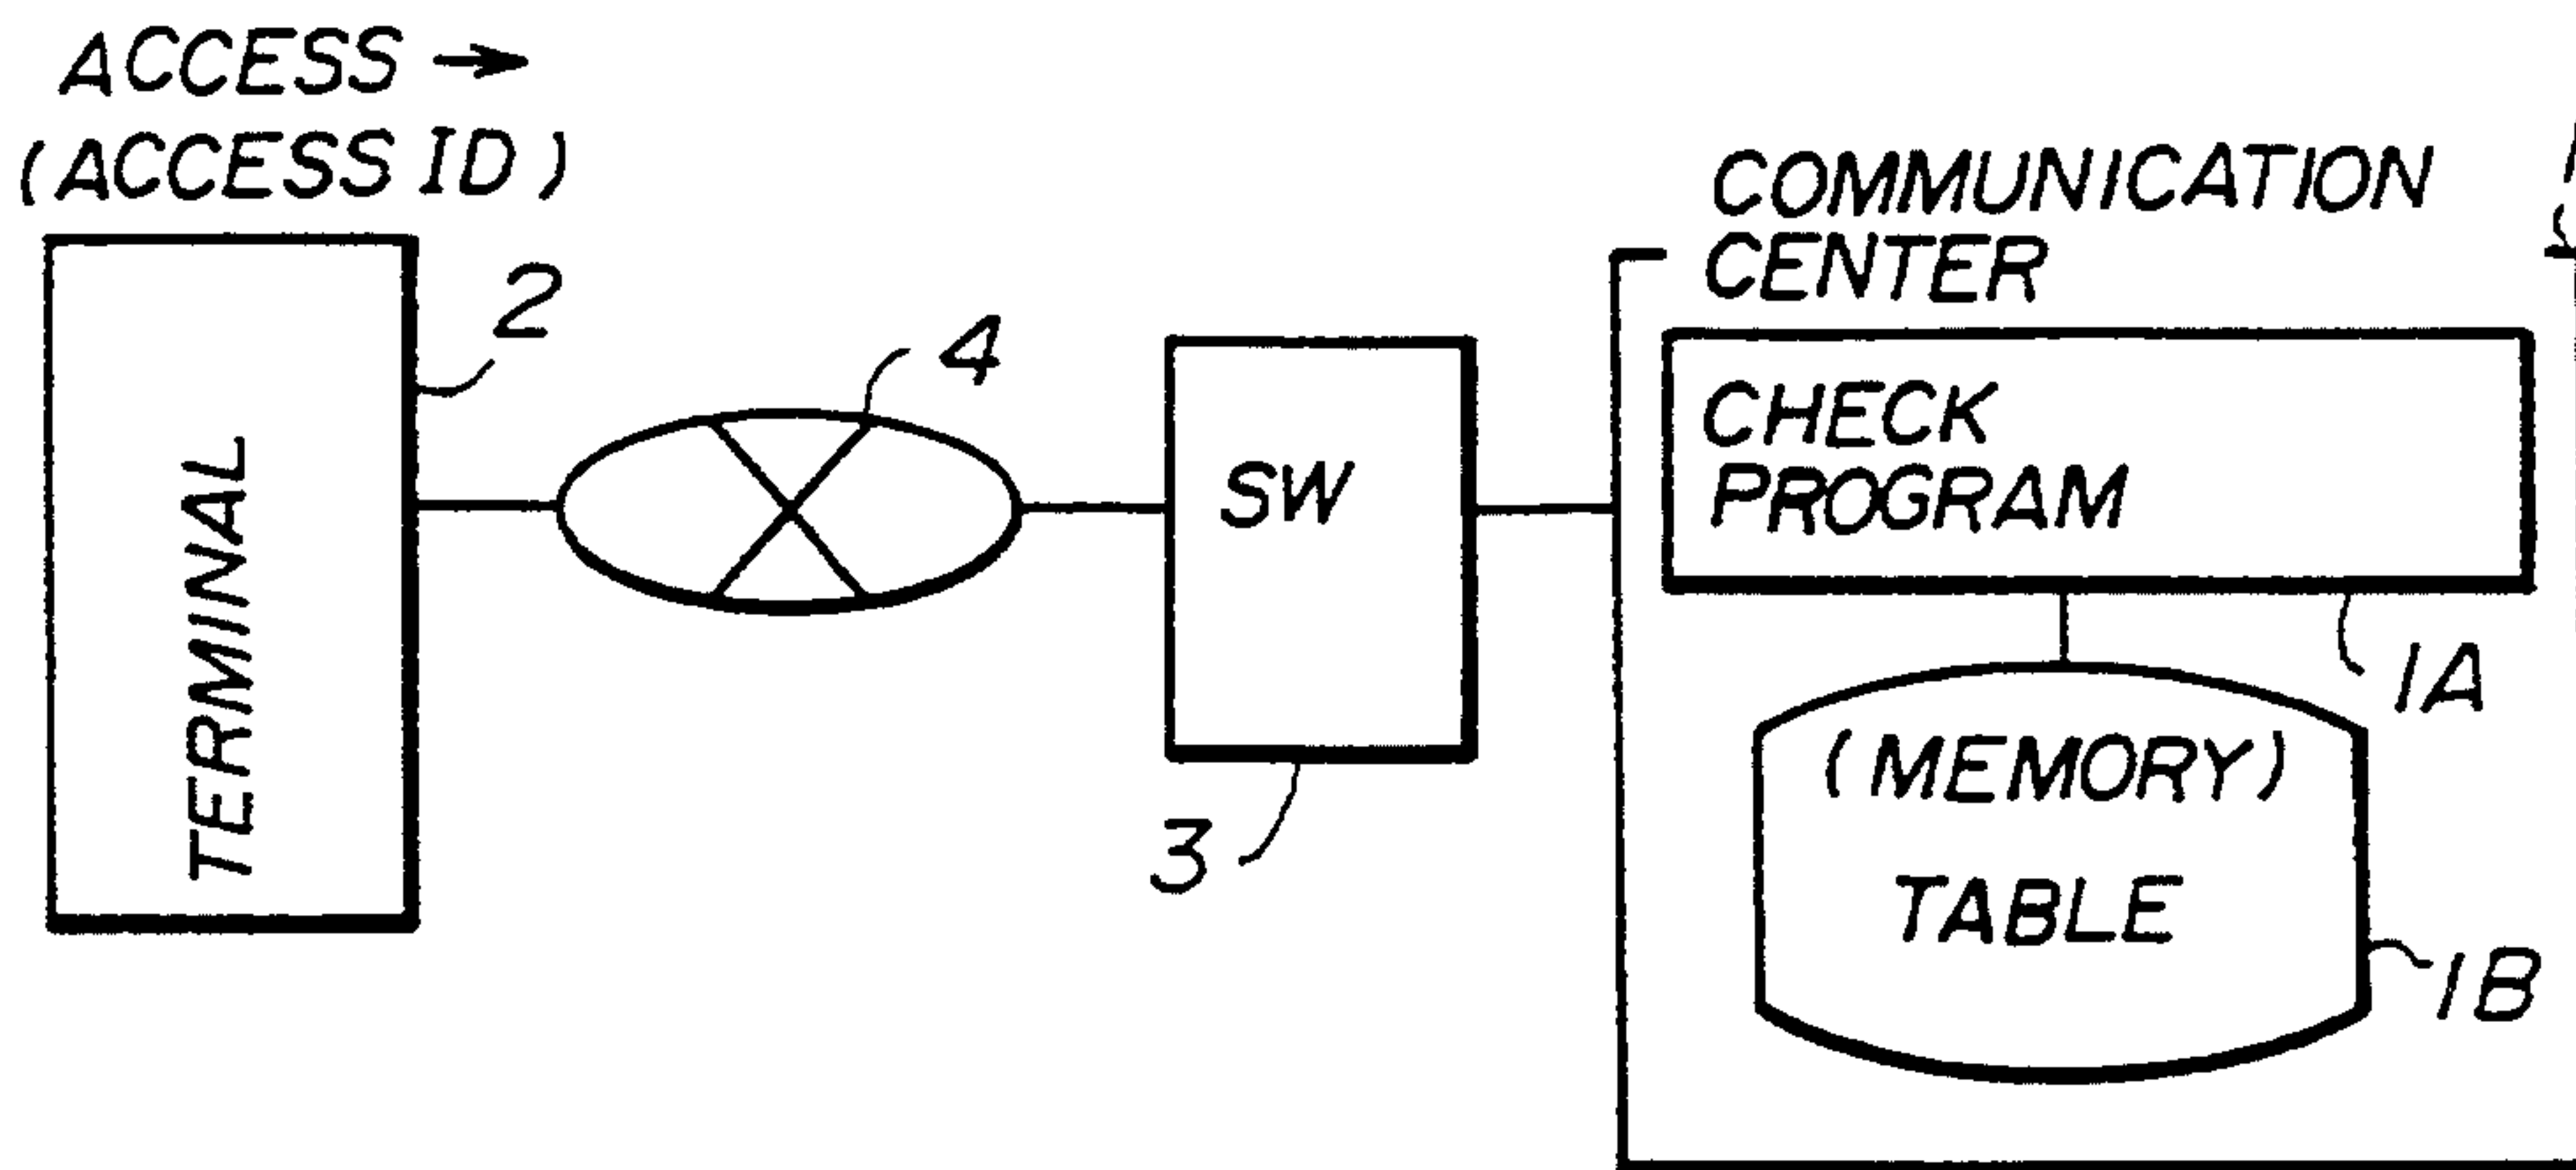 ACCESS →
(ACCESS ID)
COMMUNICATION
CENTER
2
4
CHECK
PROGRAM
SW
TERMINAL
1A
(MEMORY)
3
TABLE
1B